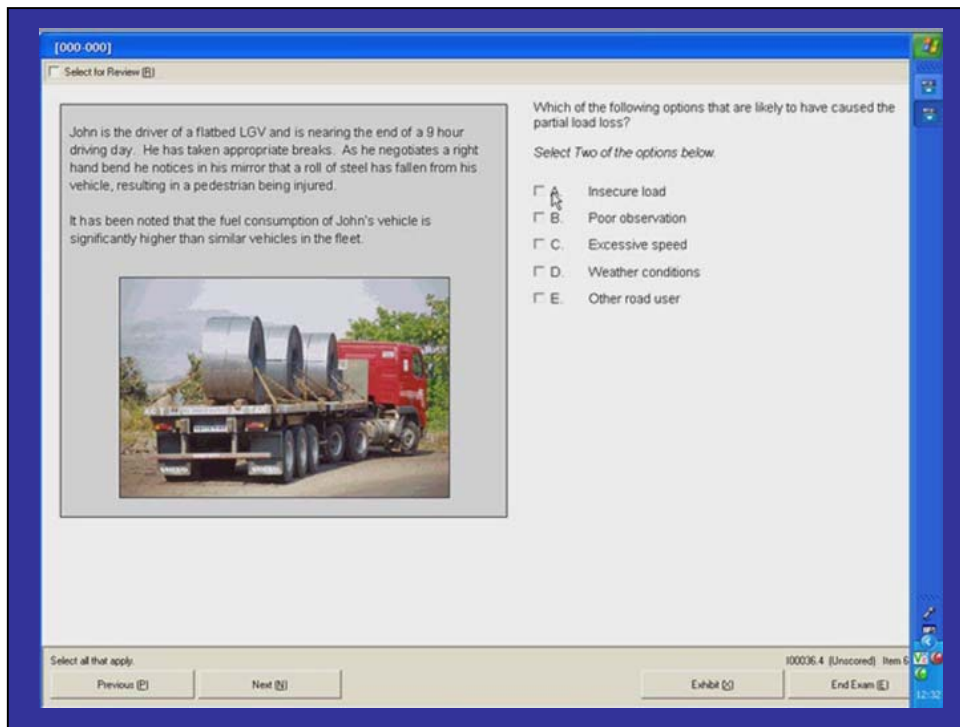 [000-000]
Select for Review (R)
John is the driver of a flatbed LGV and is nearing the end of a 9 hour
driving day. He has taken appropriate breaks. As he negotiates a right
hand bend he notices in his mirror that a roll of steel has fallen from his
vehicle, resulting in a pedestrian being injured.
It has been noted that the fuel consumption of John's vehicle is
significantly higher than similar vehicles in the fleet.
Which of the following options that are likely to have caused the
partial load loss?
Select Two of the options below.
A. Insecure load
B. Poor observation
C. Excessive speed
D. Weather conditions
E. Other road user
Select all that apply.
I00036.4 (Unscored) Item 6
Previous (P)
Next (N)
Exhibit (X)
End Exam (E)
12:32